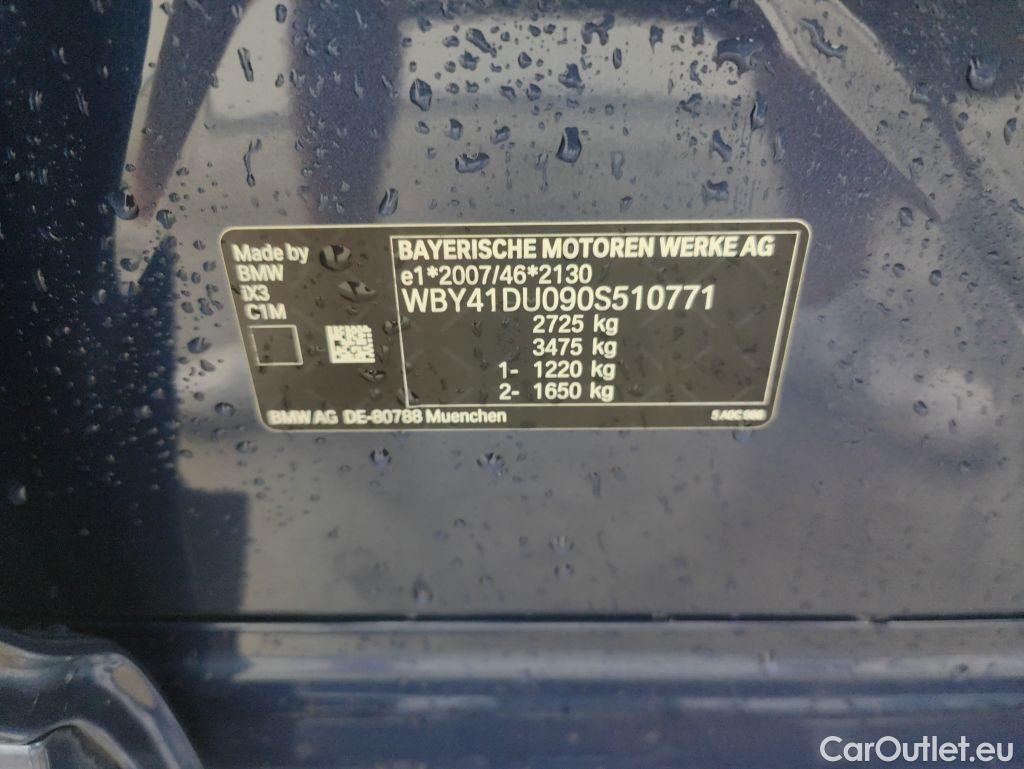 Made by
BMW
iX3
C1M
BAYERISCHE MOTOREN WERKE AG
e1*2007/46*2130
WBY41DU090S510771
2725 kg
3475 kg
1- 1220 kg
2- 1650 kg
BMW AG DE-80788 Muenchen
CarOutlet.eu